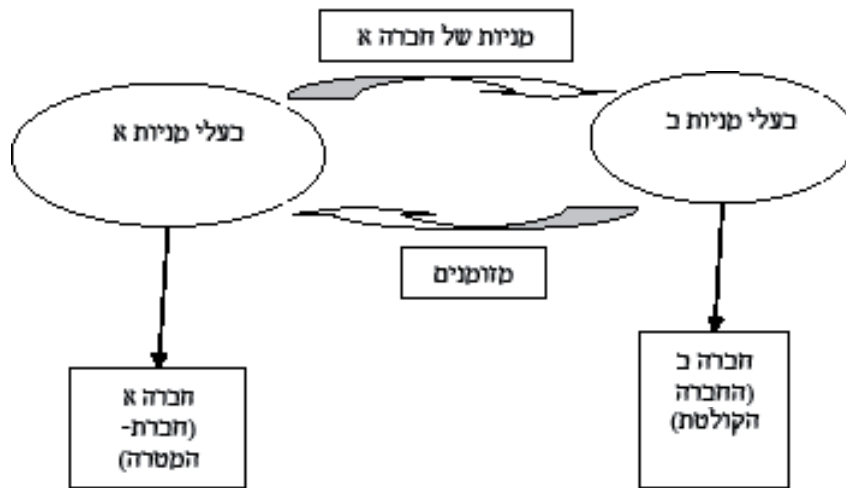 מניות של חברה א
בעלי מניות א
בעלי מניות ב
מזומנים
חברה א
(חברת-
המטרה)
חברה ב
(החברה
הקולטת)